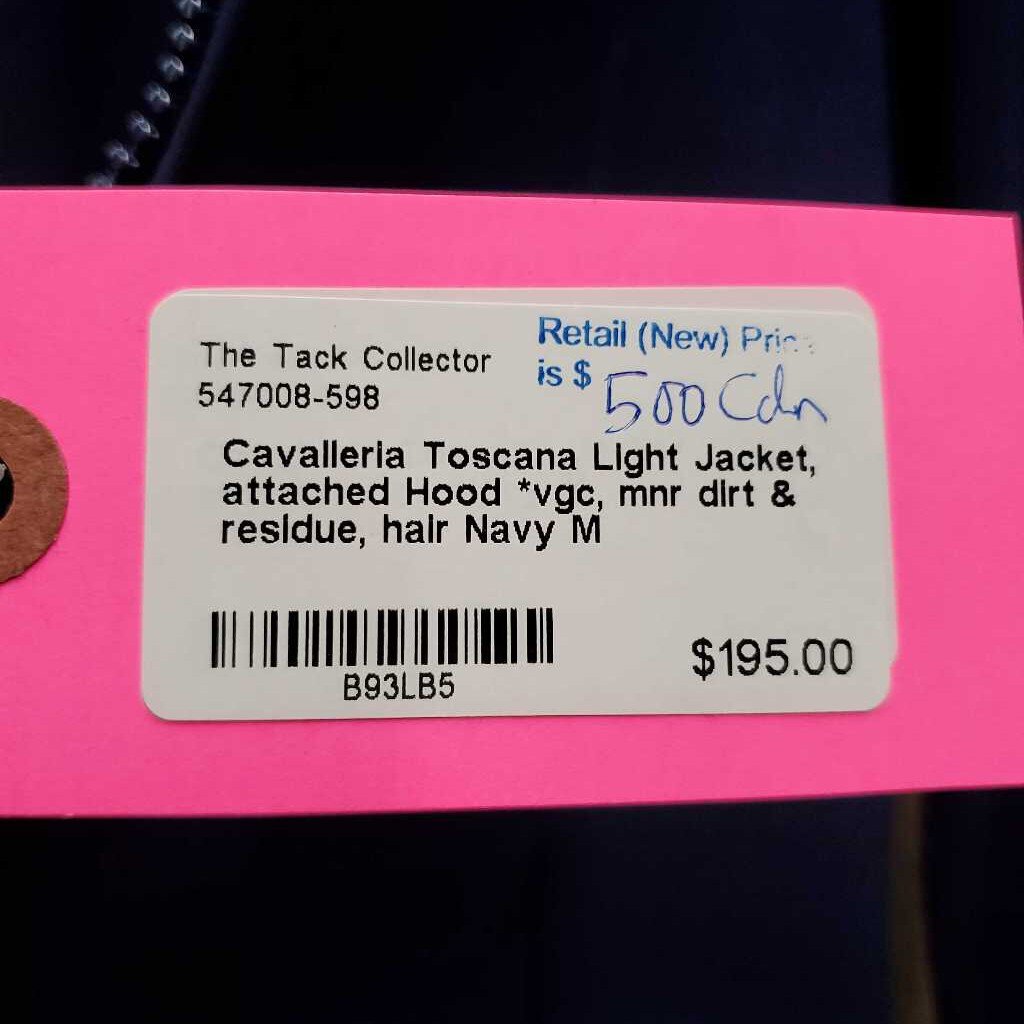 The Tack Collector
547008-598
Retail (New)
is $ 500 Cdn
Cavalleria Toscana Light Jacket,
attached Hood *vgc, mnr dirt &
residue, hair Navy M
B93LB5
$195.00